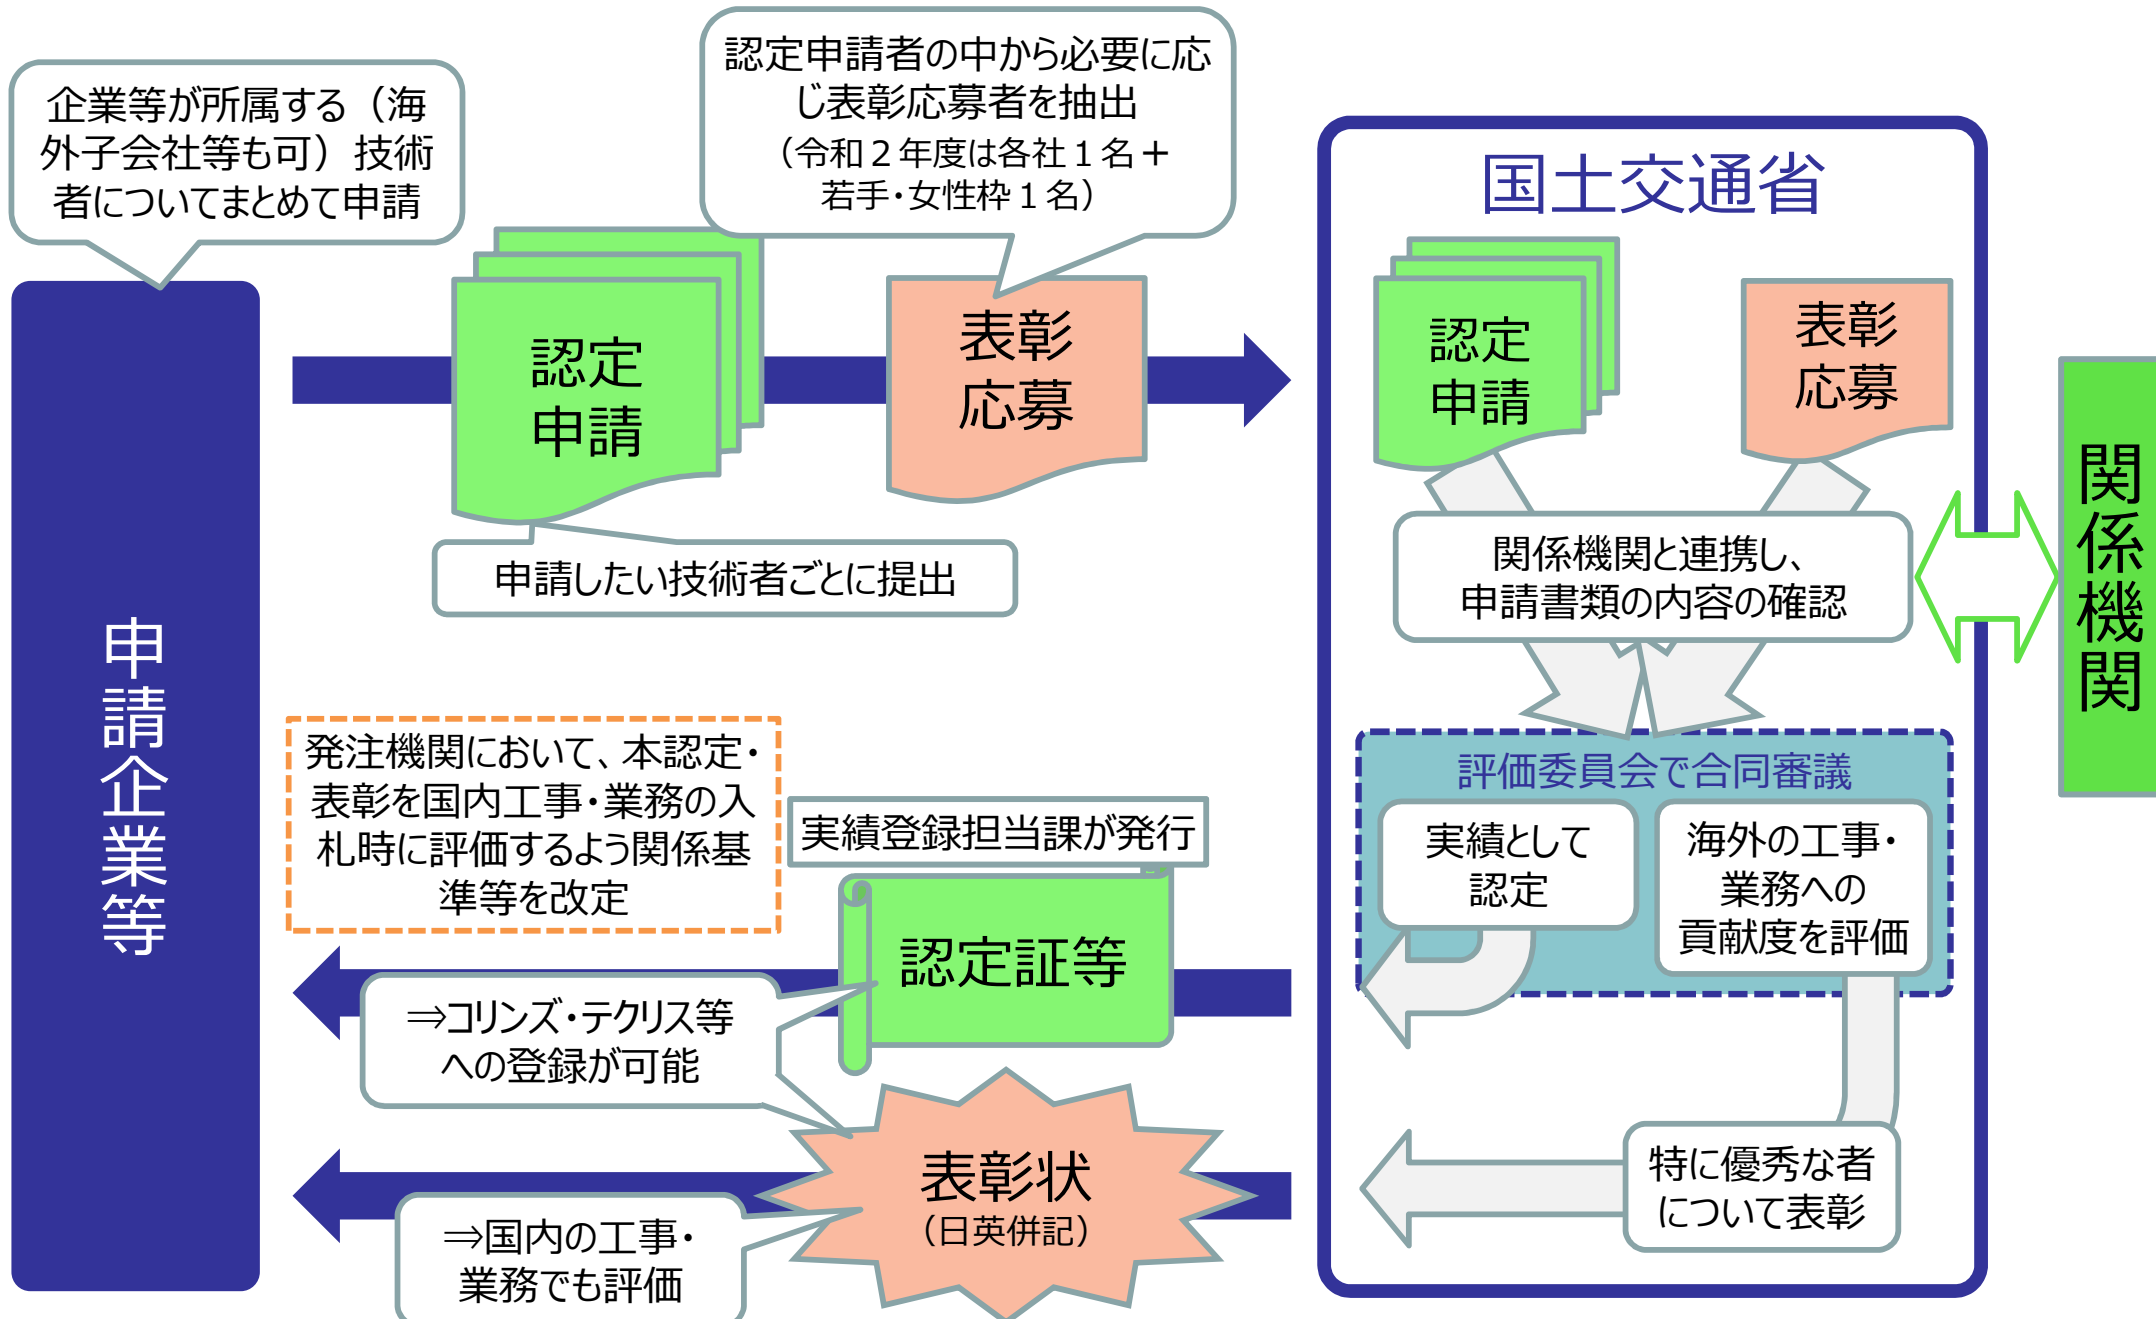 企業等が所属する（海
外子会社等も可）技術
者についてまとめて申請
認定申請者の中から必要に応
じ表彰応募者を抽出
（令和２年度は各社１名＋
若手・女性枠１名）
申請企業等
認定
申請
表彰
応募
申請したい技術者ごとに提出
国土交通省
認定
申請
表彰
応募
関係機関と連携し、
申請書類の内容の確認
関係機関
評価委員会で合同審議
実績として
認定
海外の工事・
業務への
貢献度を評価
特に優秀な者
について表彰
発注機関において、本認定・
表彰を国内工事・業務の入
札時に評価するよう関係基
準等を改定
実績登録担当課が発行
認定証等
⇒コリンズ・テクリス等
への登録が可能
表彰状
（日英併記）
⇒国内の工事・
業務でも評価